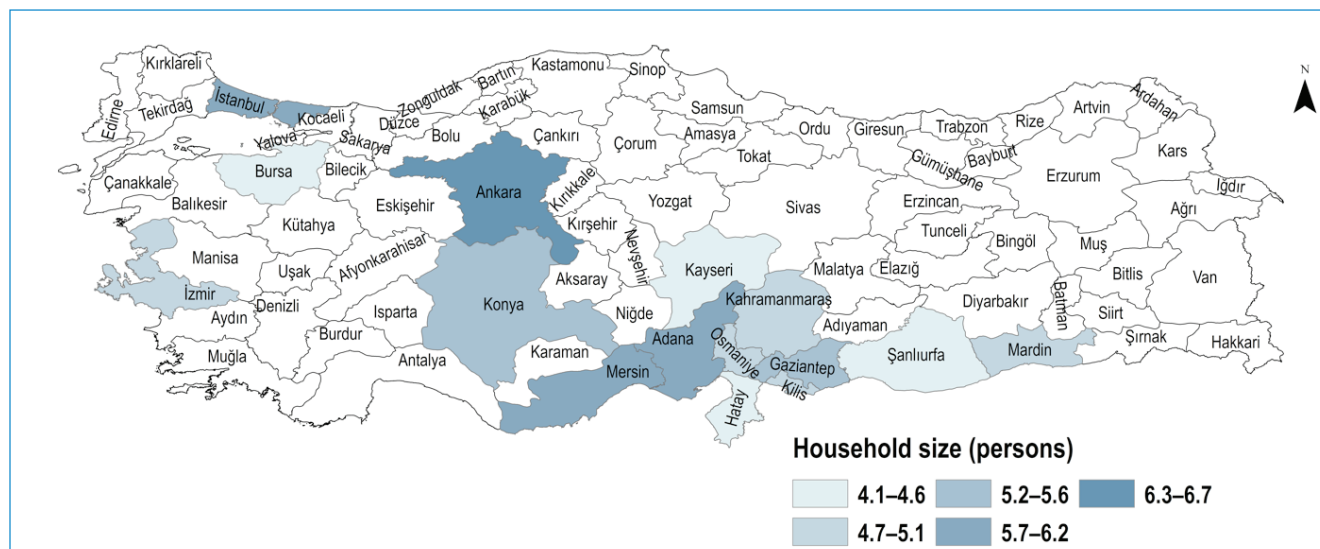 Kırklareli
Edirne
Tekirdağ
İstanbul
Kocaeli
Yalova
Sakarya
Düzce
Zonguldak
Bartın
Karabük
Kastamonu
Sinop
N
Bolu
Çankırı
Çorum
Samsun
Amasya
Tokat
Ordu
Giresun
Trabzon
Gümüşhane
Bayburt
Rize
Artvin
Ardahan
Kars
Iğdır
Çanakkale
Balıkesir
Bursa
Bilecik
Eskişehir
Ankara
Kırıkkale
Kırşehir
Yozgat
Sivas
Erzincan
Erzurum
Ağrı
Kütahya
Manisa
Uşak
Afyonkarahisar
Nevşehir
Kayseri
Malatya
Elazığ
Tunceli
Bingöl
Muş
Bitlis
Van
İzmir
Aydın
Denizli
Isparta
Konya
Aksaray
Niğde
Kahramanmaraş
Adıyaman
Diyarbakır
Batman
Siirt
Şırnak
Hakkari
Muğla
Burdur
Antalya
Karaman
Mersin
Adana
Osmaniye
Gaziantep
Kilis
Hatay
Şanlıurfa
Mardin
Household size (persons)
4.1–4.6 5.2–5.6 6.3–6.7
4.7–5.1 5.7–6.2